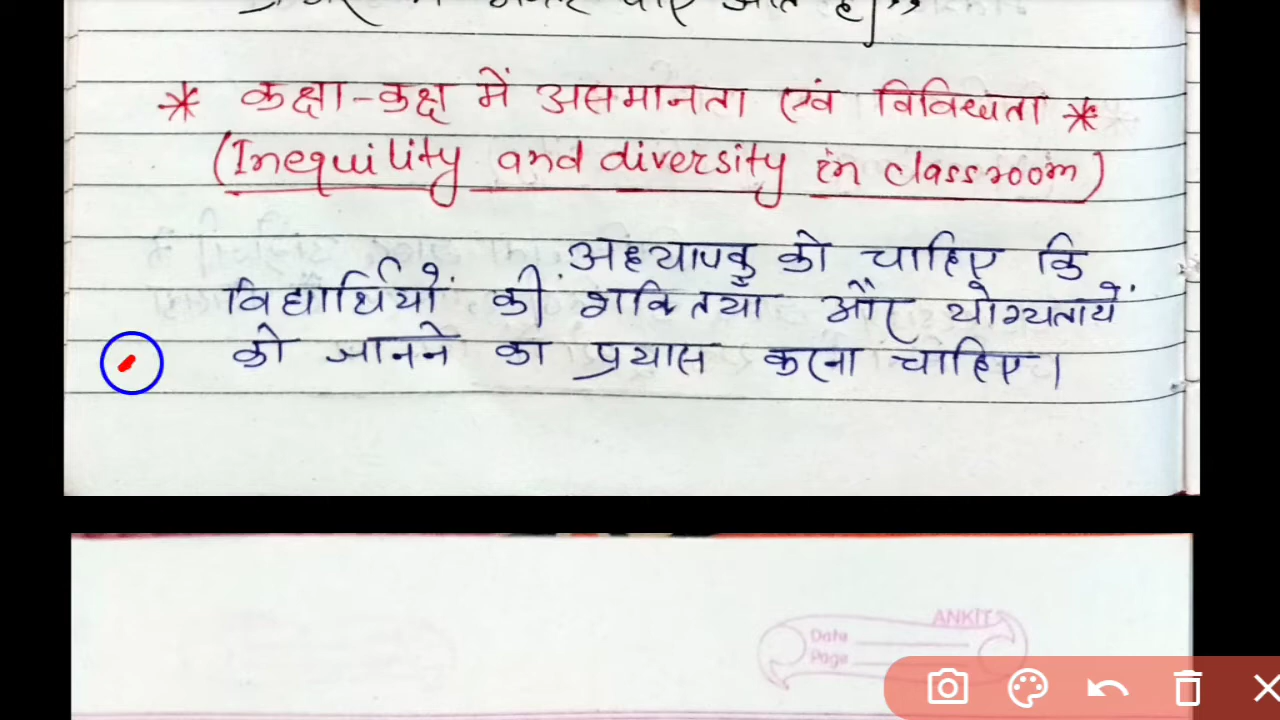 * कक्षा-कक्ष में असमानता एवं विविधता *
(Inequility and diversity in classroom)
अध्यापक को चाहिए कि
विद्यार्थियों की शक्तियों और योग्यतायें
को जानने का प्रयास करना चाहिए।
ANKIT
Date
Page